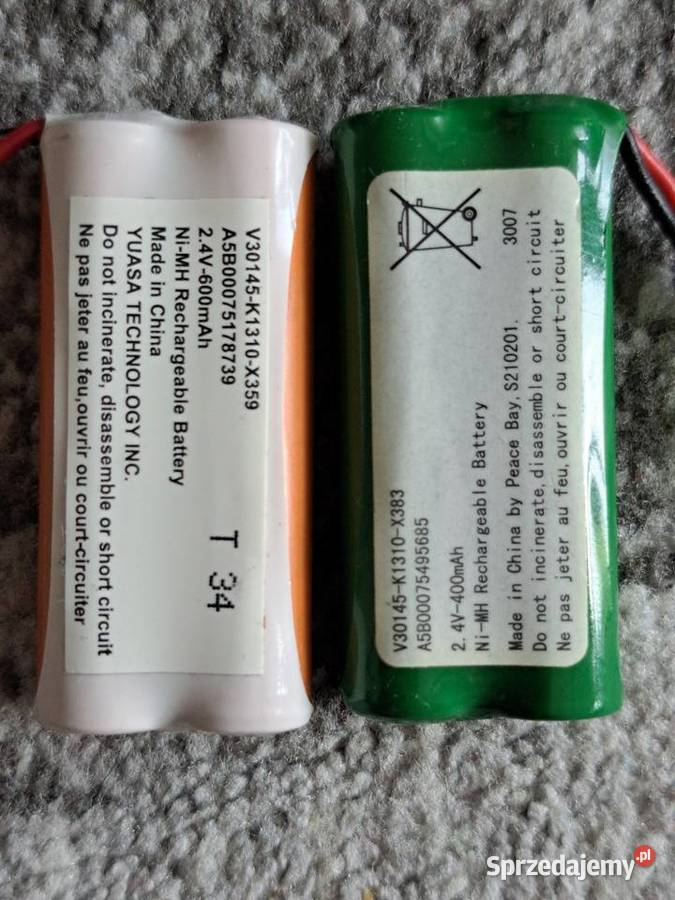 V30145-K1310-X359
A5B00075178739
2.4V-600mAh
Ni-MH Rechargeable Battery
Made in China
YUASA TECHNOLOGY INC.
Do not incinerate, disassemble or short circuit
Ne pas jeter au feu,ouvrir ou court-circuiter
T 34
V30145-K1310-X383
A5B00075495685
2.4V-400mAh
Ni-MH Rechargeable Battery
Made in China by Peace Bay, S210201. 3007
Do not incinerate, disassemble or short circuit
Ne pas jeter au feu, ouvrir ou court-circuiter
Sprzedajemy.pl